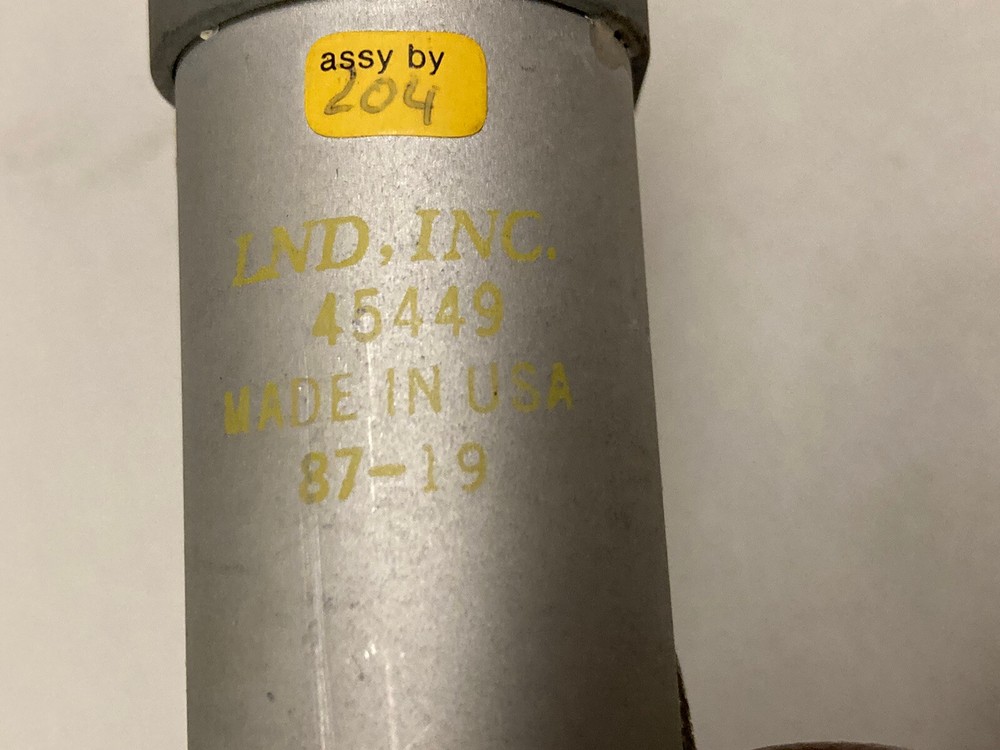 assy by
204
LND, INC.
45449
MADE IN USA
87-19